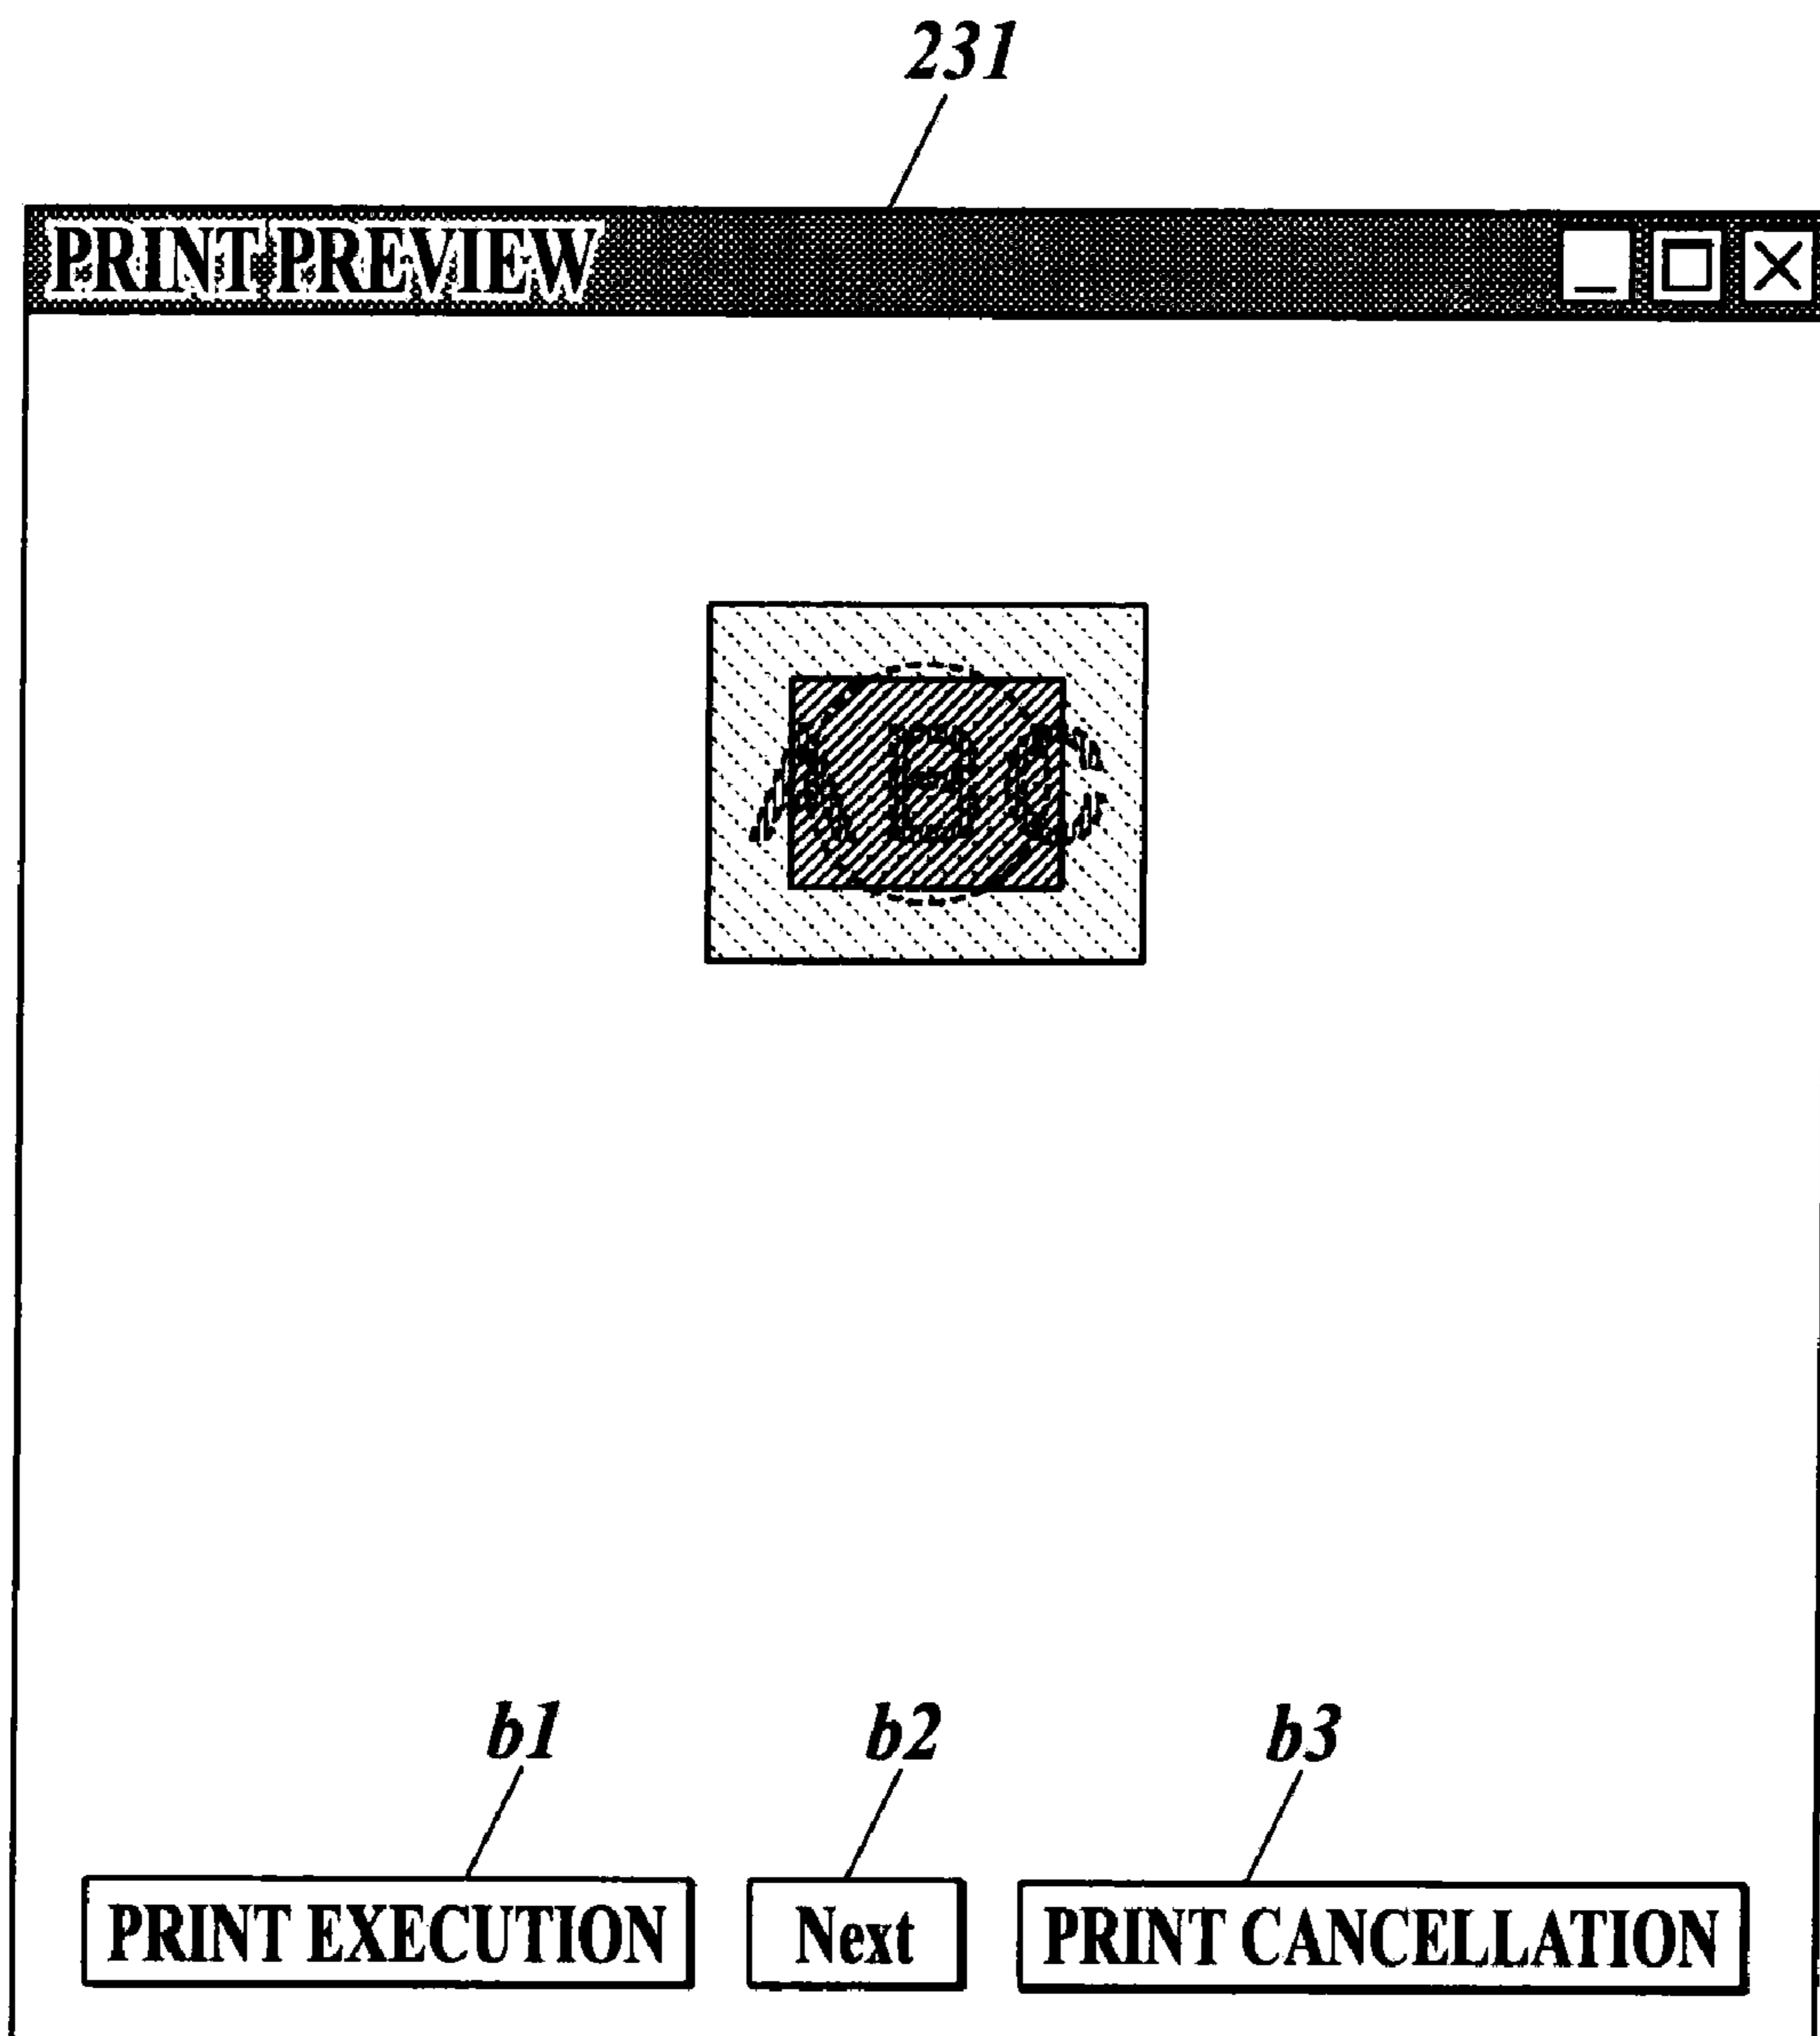 231
PRINT PREVIEW
ABC
b1 b2 b3
PRINT EXECUTION Next PRINT CANCELLATION